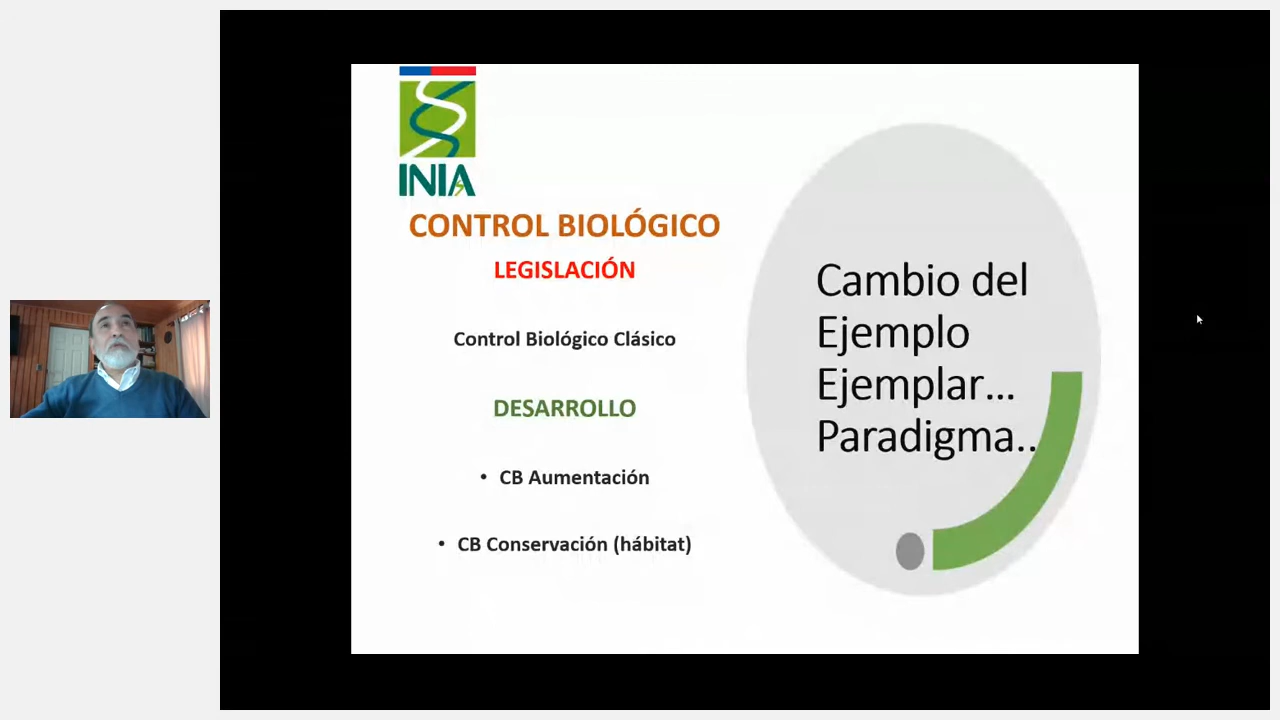 INIA
CONTROL BIOLÓGICO
LEGISLACIÓN
Control Biológico Clásico
DESARROLLO
• CB Aumentación
• CB Conservación (hábitat)
Cambio del
Ejemplo
Ejemplar...
Paradigma..